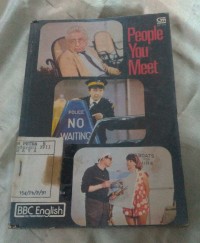 People
You
Meet
POLICE
NO
WAITING
BBC English